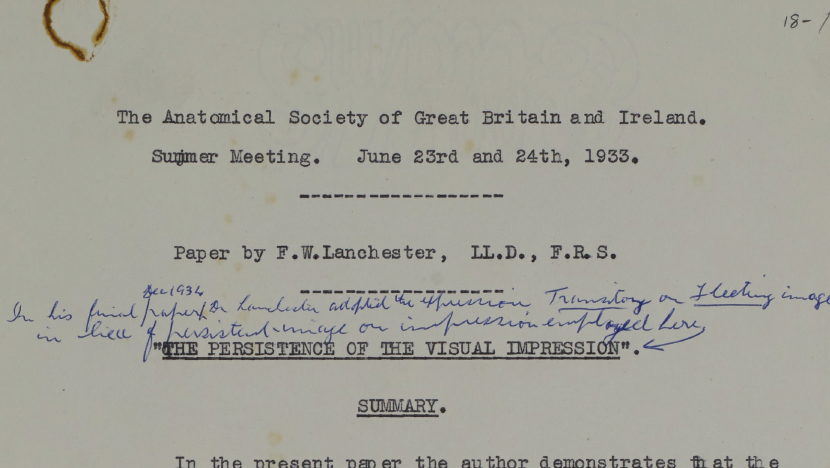 18-
The Anatomical Society of Great Britain and Ireland.
Summer Meeting. June 23rd and 24th, 1933.
Paper by F.W.Lanchester, LL.D., F.R.S.
Dec 1934
In his final paper, Dr Lanchester adopted the expression Transitory or Fleeting image
in lieu of persistent-image or impression employed here,
"THE PERSISTENCE OF THE VISUAL IMPRESSION".
SUMMARY.
In the present paper the author demonstrates that the